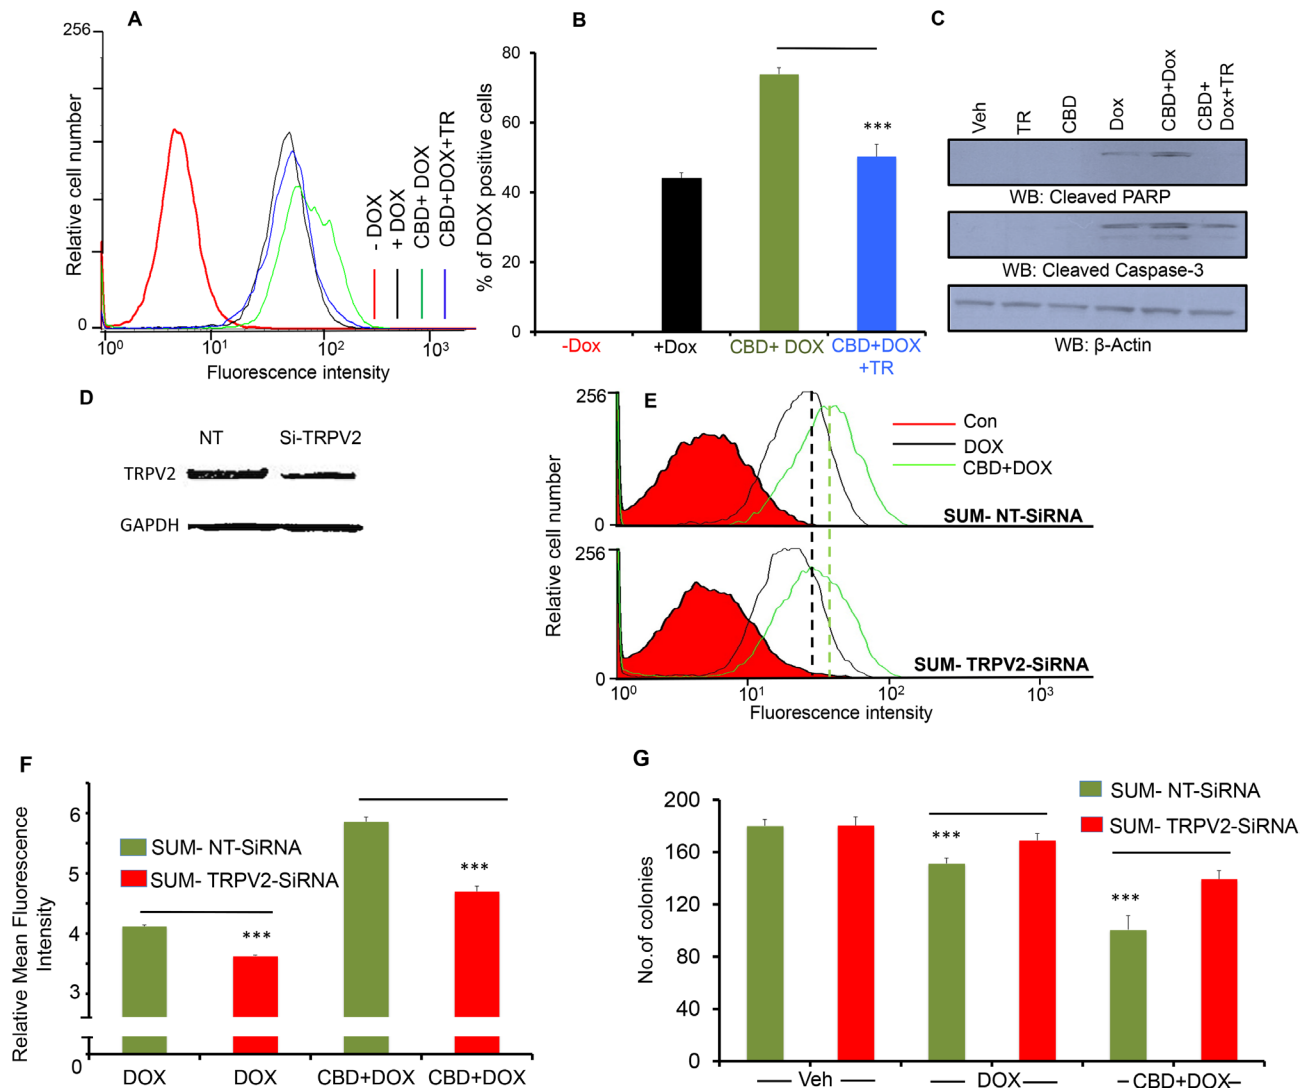 A
256
0
Relative cell number
10⁰
10¹
10²
10³
Fluorescence intensity
- DOX
+ DOX
CBD+ DOX
CBD+DOX+TR
B
% of DOX positive cells
80
60
40
20
0
***
-Dox
+Dox
CBD+ DOX
CBD+DOX
+TR
C
Veh
TR
CBD
Dox
CBD+Dox
CBD+
Dox+TR
WB: Cleaved PARP
WB: Cleaved Caspase-3
WB: β-Actin
D
NT
Si-TRPV2
TRPV2
GAPDH
E
256
0
Con
DOX
CBD+DOX
SUM- NT-SiRNA
256
0
SUM- TRPV2-SiRNA
Relative cell number
10⁰
10¹
10²
10³
Fluorescence intensity
F
Relative Mean Fluorescence
Intensity
6
5
4
3
0
SUM- NT-SiRNA
SUM- TRPV2-SiRNA
***
***
DOX
DOX
CBD+DOX
CBD+DOX
G
No.of colonies
200
160
120
80
40
0
SUM- NT-SiRNA
SUM- TRPV2-SiRNA
***
***
Veh
DOX
CBD+DOX